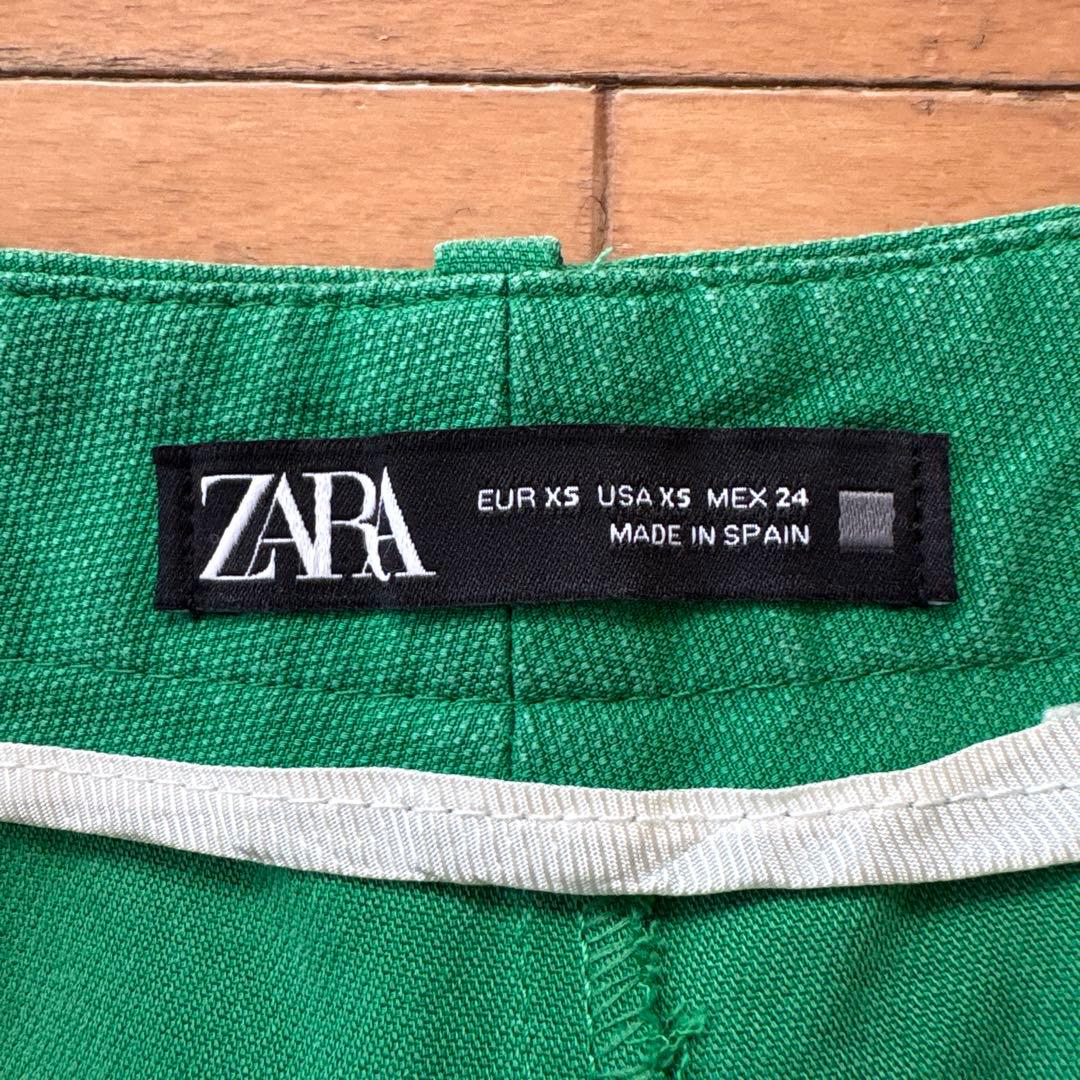 ZARA
EUR XS USA XS MEX 24
MADE IN SPAIN